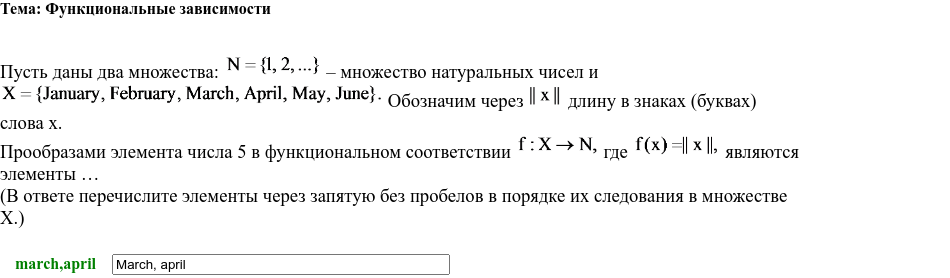 Тема: Функциональные зависимости
Пусть даны два множества: N = {1, 2, ...} – множество натуральных чисел и
X = {January, February, March, April, May, June}. Обозначим через || x || длину в знаках (буквах)
слова x.
Прообразами элемента числа 5 в функциональном соответствии f : X → N, где f(x) =|| x ||, являются
элементы …
(В ответе перечислите элементы через запятую без пробелов в порядке их следования в множестве
X.)
march,april March, april